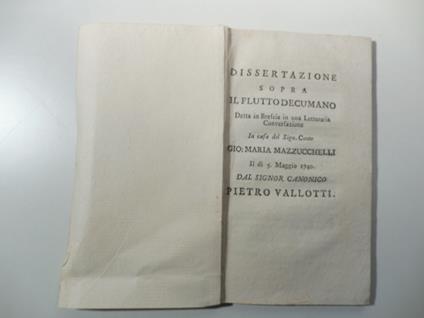 DISSERTAZIONE
SOPRA
IL FLUTTO DECUMANO
Detta in Brescia in una Letteraria
Conversazione
In casa del Sign. Conte
GIO: MARIA MAZZUCCHELLI
Il dì 5. Maggio 1740.
DAL SIGNOR CANONICO
PIETRO VALLOTTI.